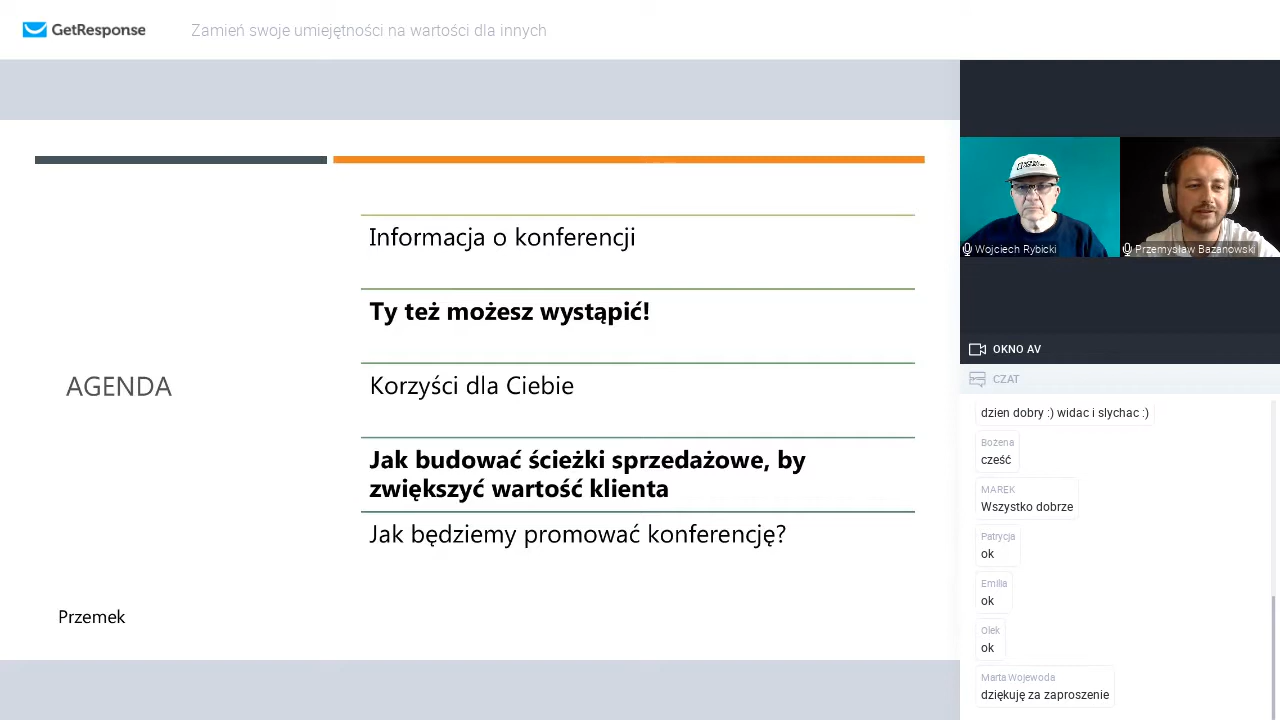 GetResponse
Zamień swoje umiejętności na wartości dla innych
Informacja o konferencji
Ty też możesz wystąpić!
Korzyści dla Ciebie
AGENDA
Jak budować ścieżki sprzedażowe, by
zwiększyć wartość klienta
Jak będziemy promować konferencję?
Przemek
Wojciech Rybicki
Przemysław Bazanowski
OKNO AV
CZAT
dzien dobry :) widac i slychac :)
Bożena
cześć
MAREK
Wszystko dobrze
Patrycja
ok
Emilia
ok
Olek
ok
Marta Wojewoda
dziękuję za zaproszenie